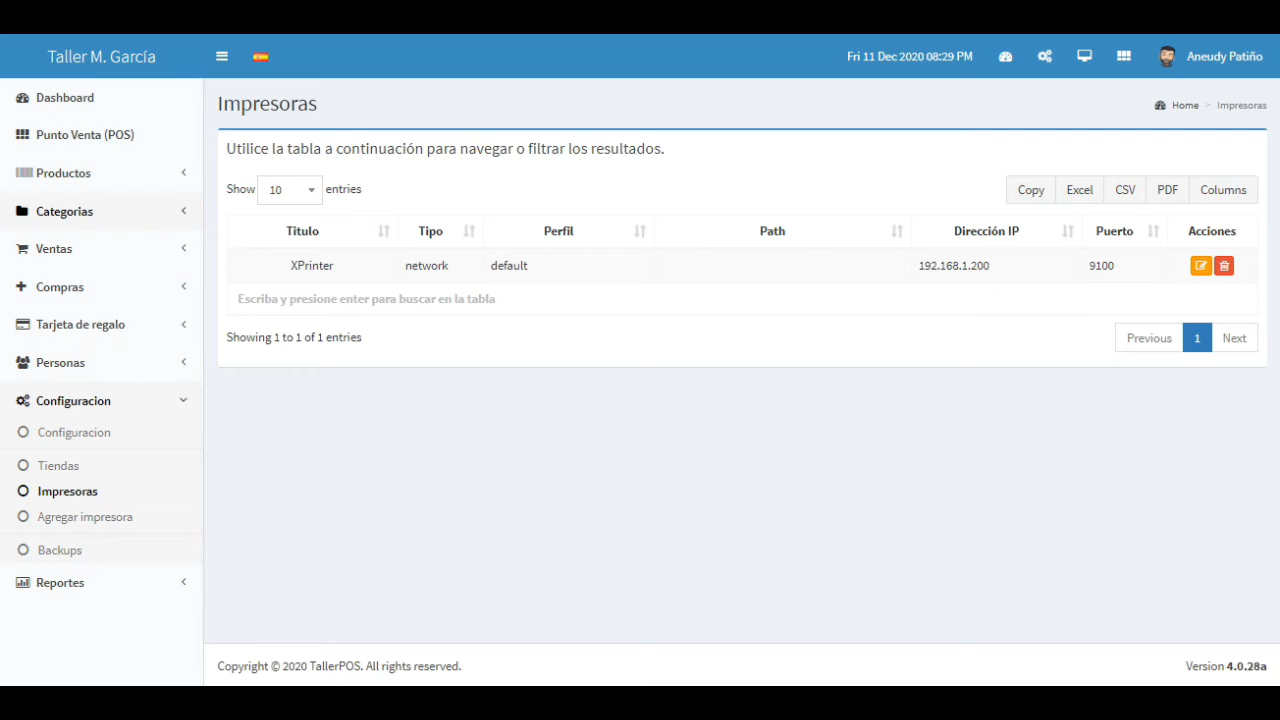 Taller M. García
Fri 11 Dec 2020 08:29 PM
Aneudy Patiño
Dashboard
Punto Venta (POS)
Productos
Categorias
Ventas
Compras
Tarjeta de regalo
Personas
Configuracion
Configuracion
Tiendas
Impresoras
Agregar impresora
Backups
Reportes
Impresoras
Home > Impresoras
Utilice la tabla a continuación para navegar o filtrar los resultados.
Show 10 entries
Copy Excel CSV PDF Columns
Titulo Tipo Perfil Path Dirección IP Puerto Acciones
XPrinter network default 192.168.1.200 9100
Escriba y presione enter para buscar en la tabla
Showing 1 to 1 of 1 entries
Previous 1 Next
Copyright © 2020 TallerPOS. All rights reserved.
Version 4.0.28a